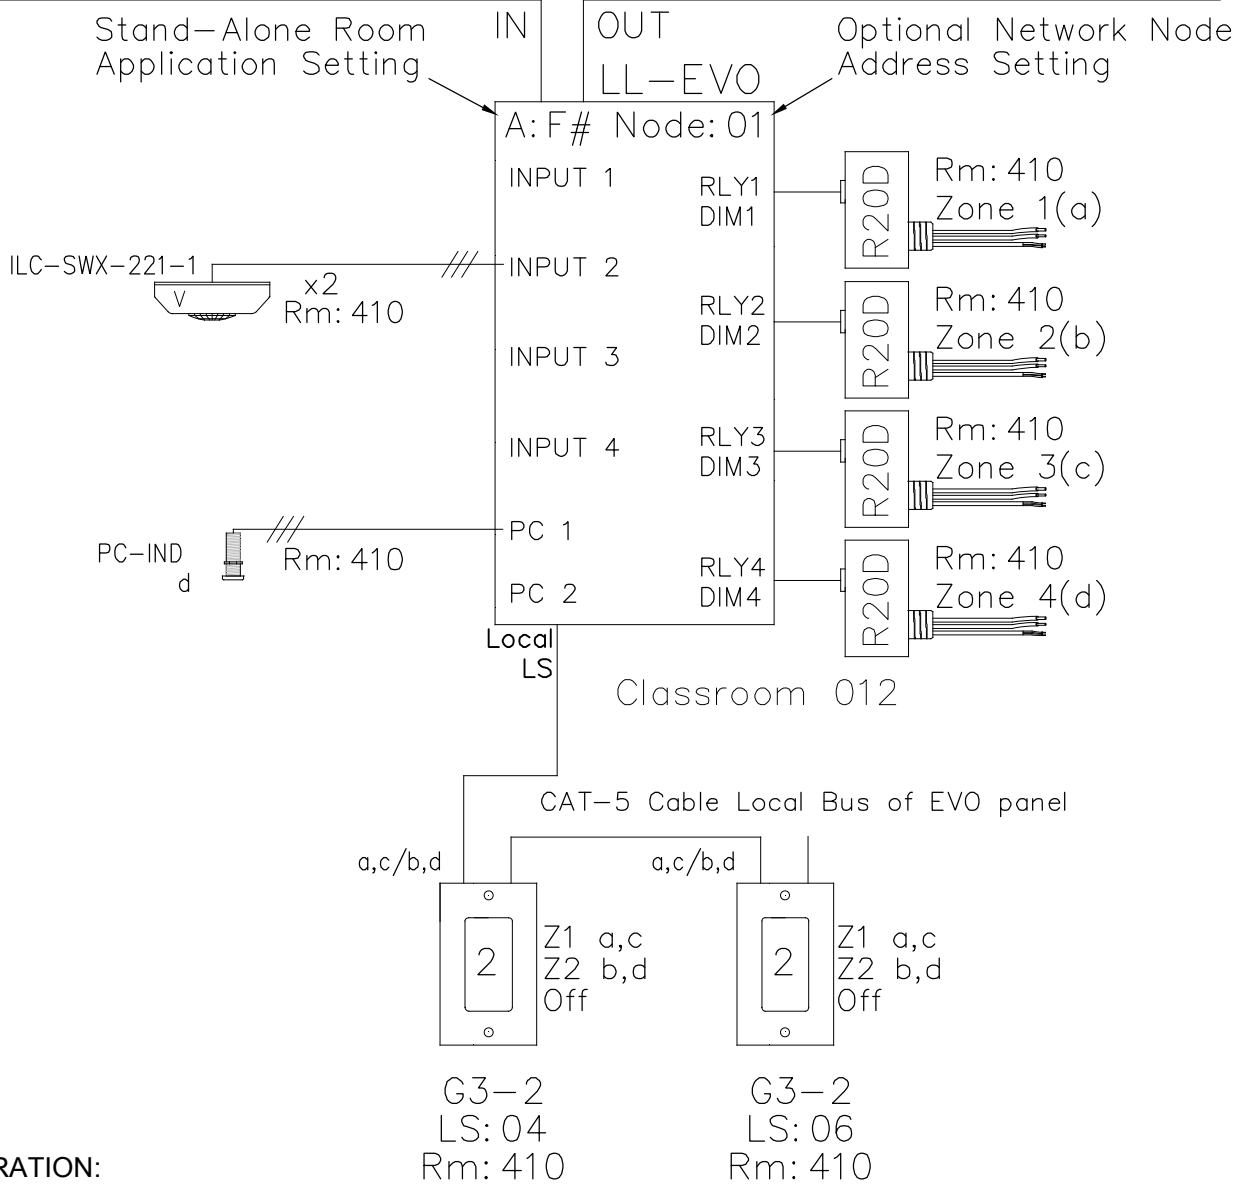 Stand-Alone Room
Application Setting
IN
OUT
LL-EVO
Optional Network Node
Address Setting
A: F# Node: 01
INPUT 1
INPUT 2
INPUT 3
INPUT 4
PC 1
PC 2
RLY1
DIM1
RLY2
DIM2
RLY3
DIM3
RLY4
DIM4
R20D
Rm: 410
Zone 1(a)
R20D
Rm: 410
Zone 2(b)
R20D
Rm: 410
Zone 3(c)
R20D
Rm: 410
Zone 4(d)
ILC-SWX-221-1
V
x2
Rm: 410
PC-IND
d
Rm: 410
Local
LS
Classroom 012
CAT-5 Cable Local Bus of EVO panel
a,c/b,d
2
Z1 a,c
Z2 b,d
Off
G3-2
LS: 04
Rm: 410
a,c/b,d
2
Z1 a,c
Z2 b,d
Off
G3-2
LS: 06
Rm: 410
RATION: